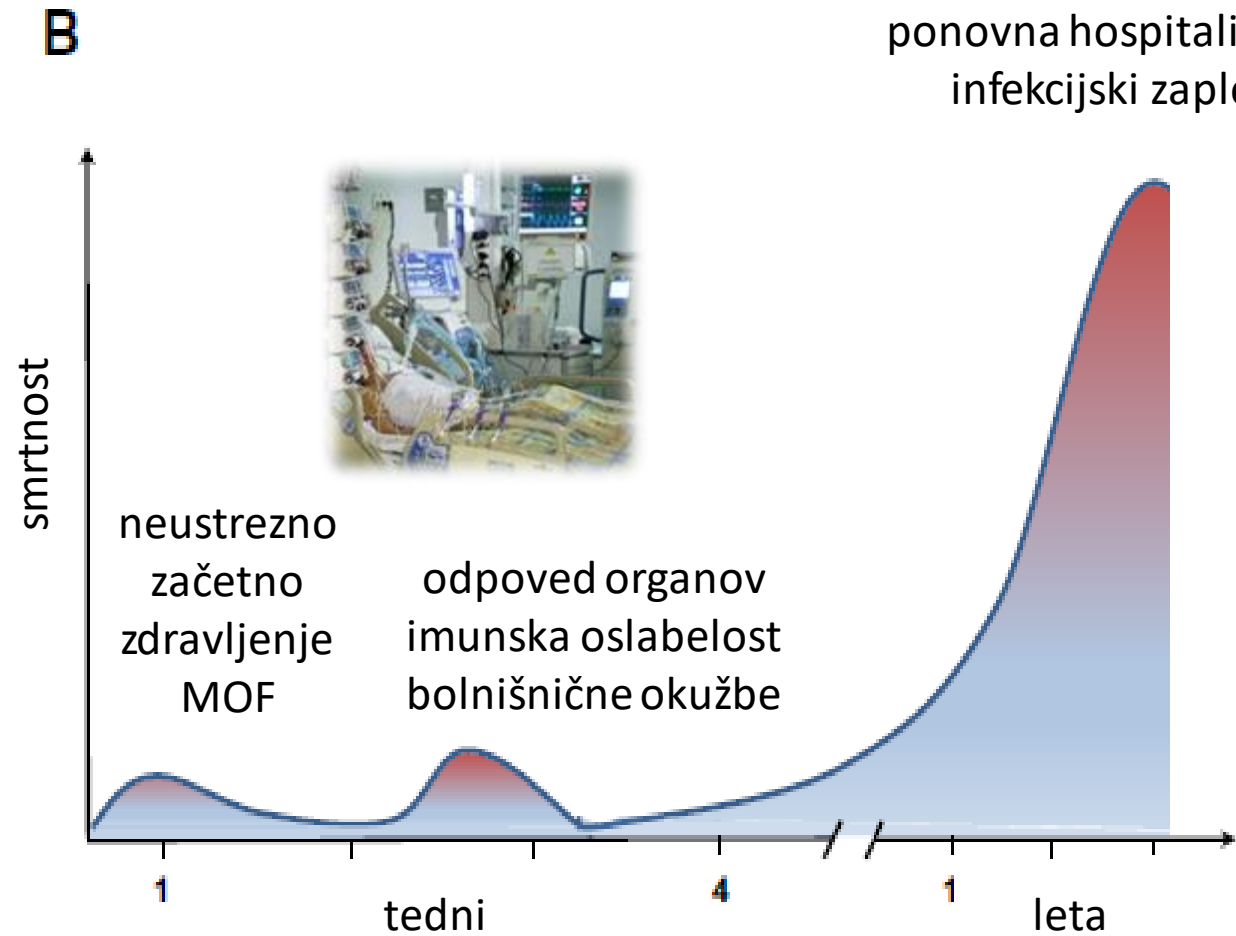 B
ponovna hospitali
infekcijski zaple
smrtnost
neustrezno
začetno
zdravljenje
MOF
odpoved organov
imunska oslabelost
bolnišnične okužbe
1
4
1
tedni
leta